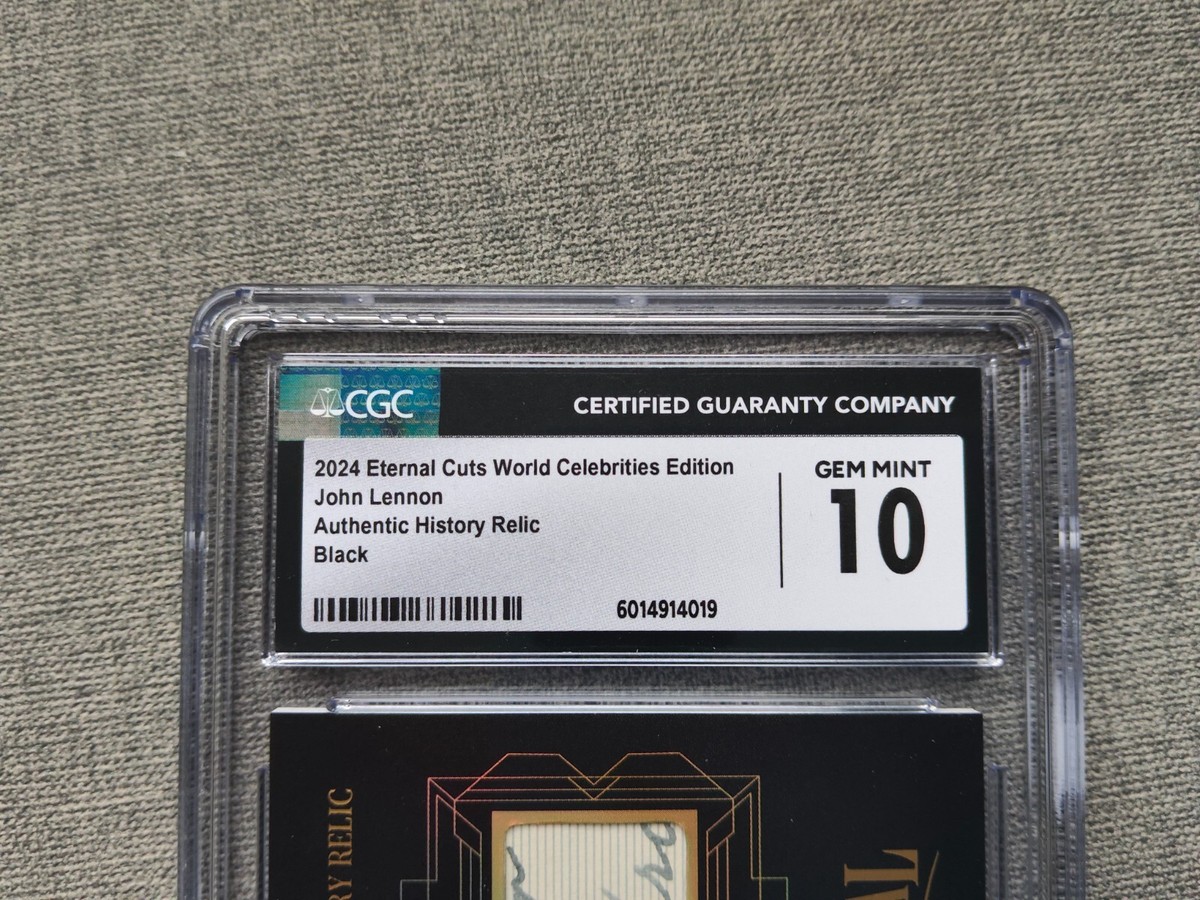 CGC
CERTIFIED GUARANTY COMPANY
2024 Eternal Cuts World Celebrities Edition
John Lennon
Authentic History Relic
Black
6014914019
GEM MINT
10
RY RELIC
AL